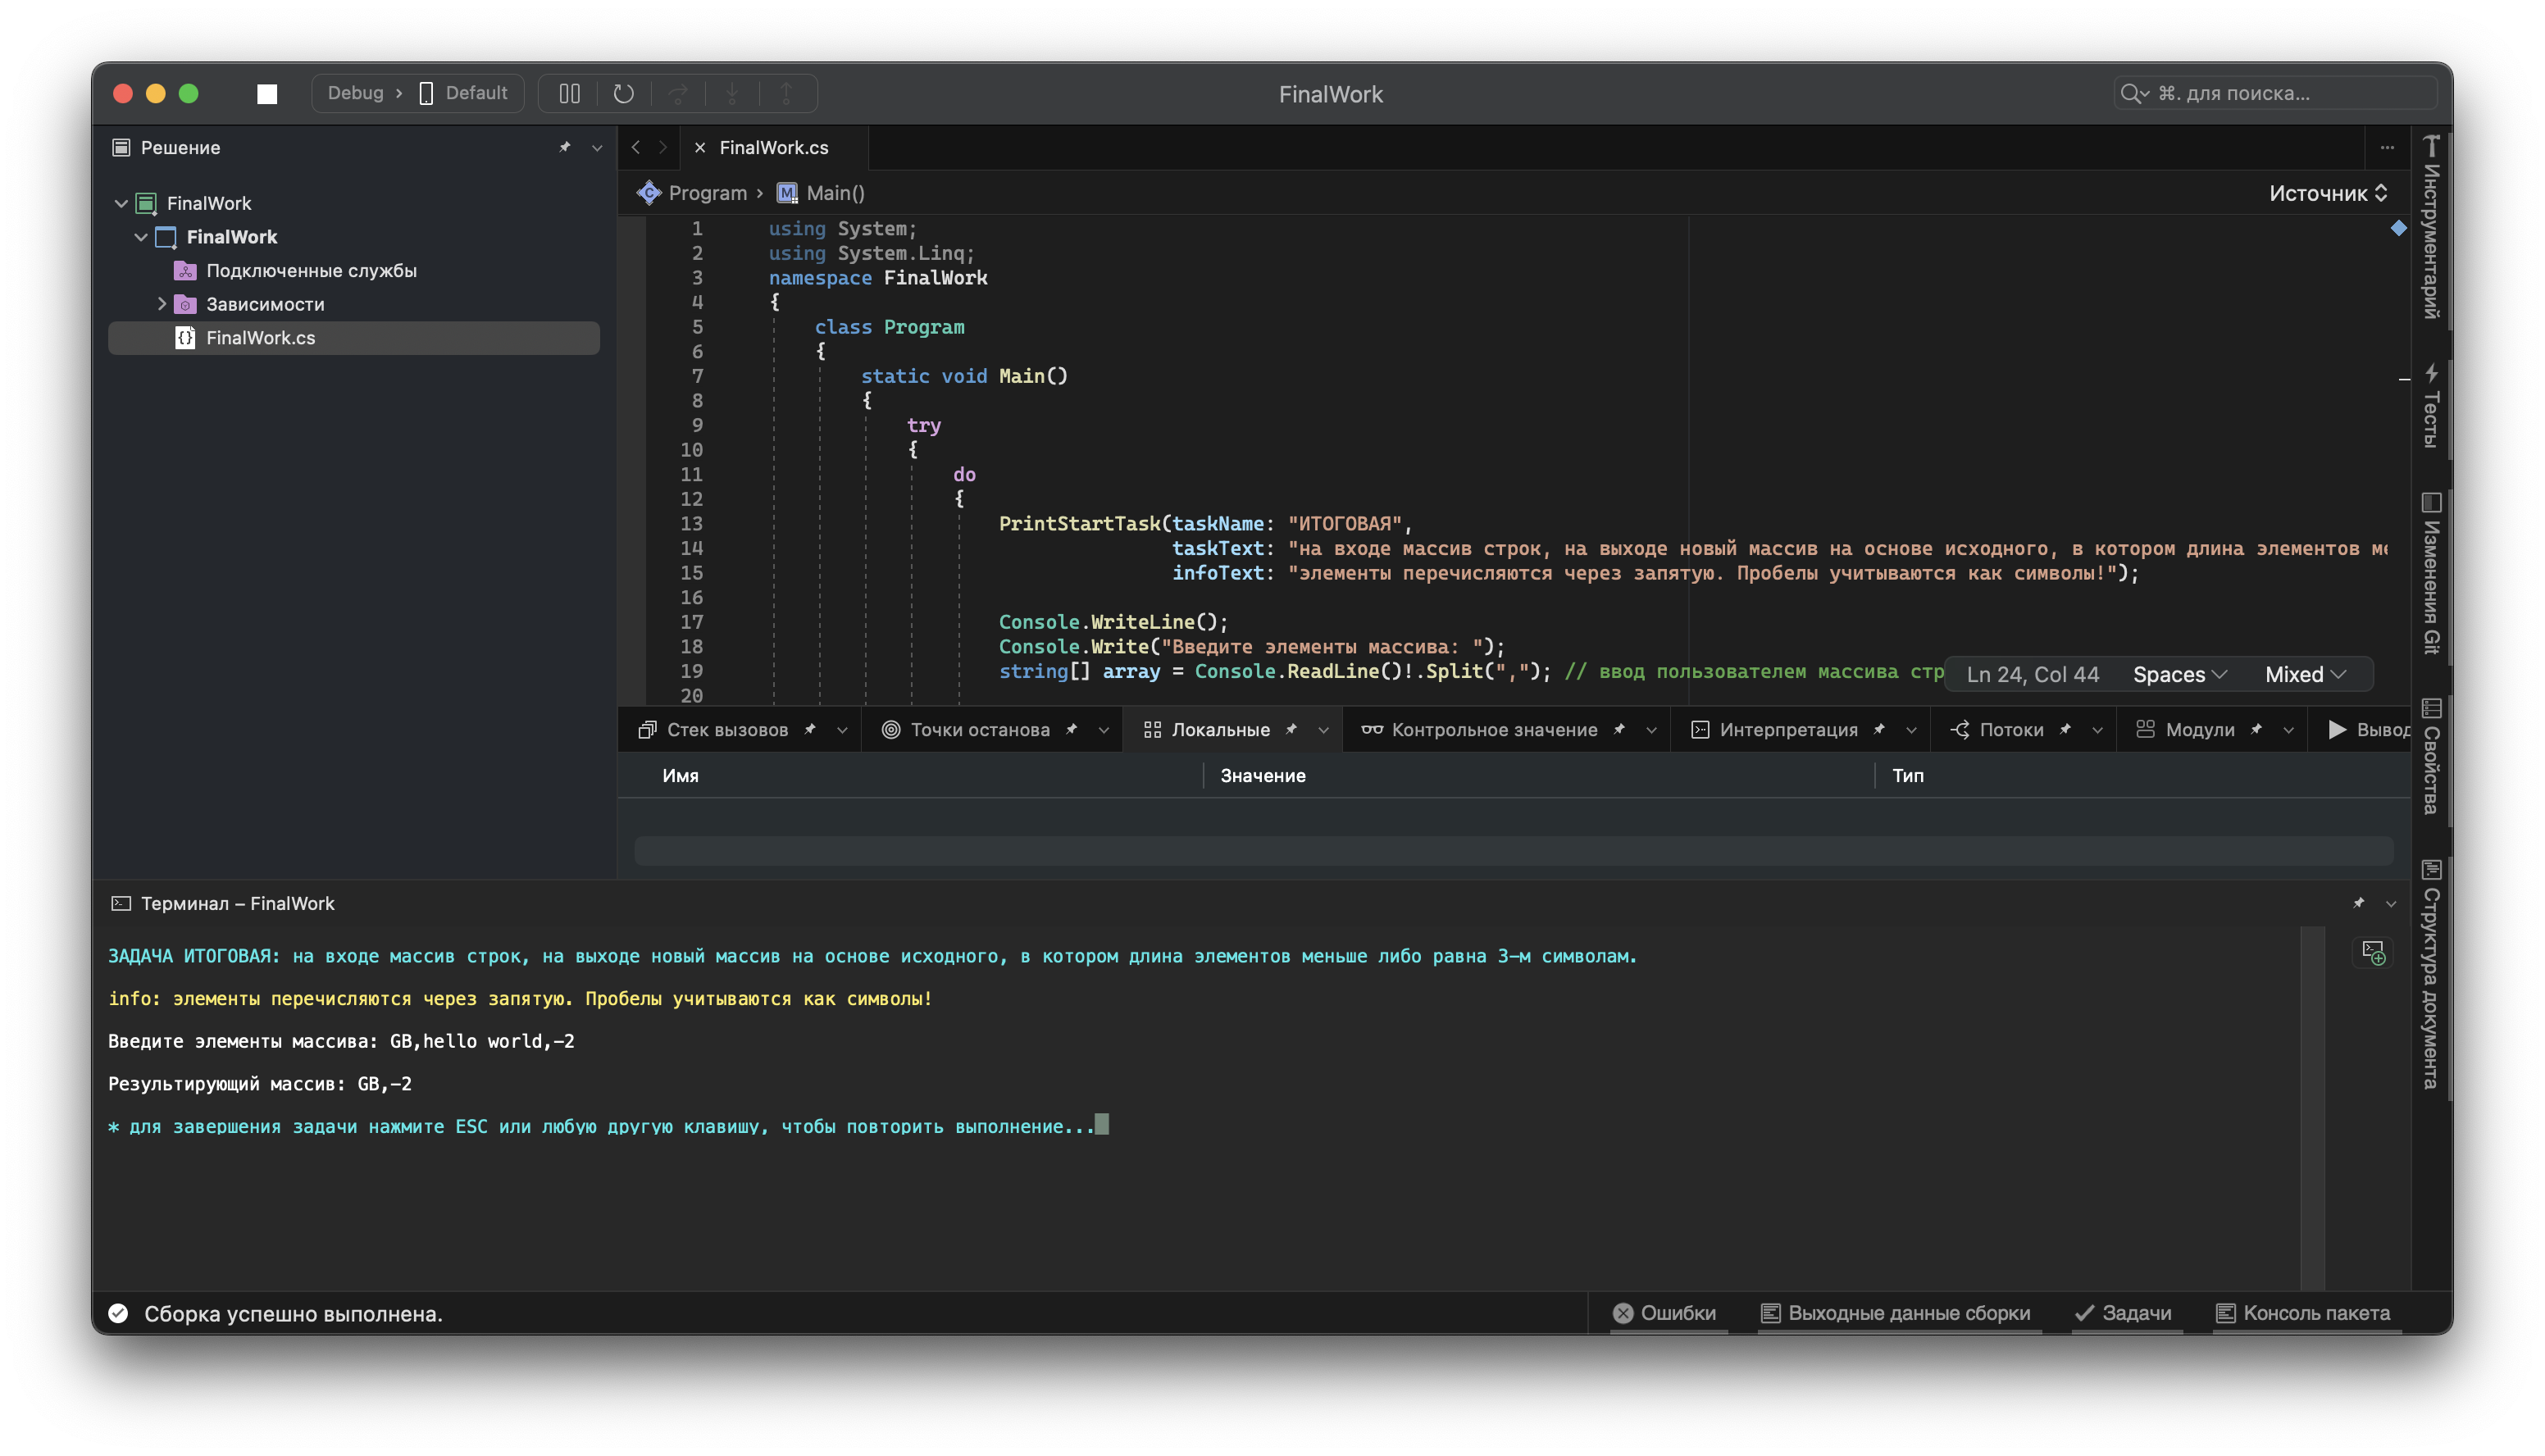 Debug › Default
FinalWork
⌘. для поиска...
Решение
FinalWork
FinalWork
Подключенные службы
Зависимости
FinalWork.cs
FinalWork.cs
Program › Main()
Источник
1 using System;
2 using System.Linq;
3 namespace FinalWork
4 {
5 class Program
6 {
7 static void Main()
8 {
9 try
10 {
11 do
12 {
13 PrintStartTask(taskName: "ИТОГОВАЯ",
14 taskText: "на входе массив строк, на выходе новый массив на основе исходного, в котором длина элементов
15 infoText: "элементы перечисляются через запятую. Пробелы учитываются как символы!");
16
17 Console.WriteLine();
18 Console.Write("Введите элементы массива: ");
19 string[] array = Console.ReadLine()!.Split(","); // ввод пользователем массива стр
20
Ln 24, Col 44 Spaces Mixed
Стек вызовов Точки останова Локальные Контрольное значение Интерпретация Потоки Модули Вывод
Имя Значение Тип
Терминал – FinalWork
ЗАДАЧА ИТОГОВАЯ: на входе массив строк, на выходе новый массив на основе исходного, в котором длина элементов меньше либо равна 3-м символам.
info: элементы перечисляются через запятую. Пробелы учитываются как символы!
Введите элементы массива: GB,hello world,-2
Результирующий массив: GB,-2
* для завершения задачи нажмите ESC или любую другую клавишу, чтобы повторить выполнение...
Инструментарий
Тесты
Изменения Git
Свойства
Структура документа
Сборка успешно выполнена.
Ошибки Выходные данные сборки Задачи Консоль пакета